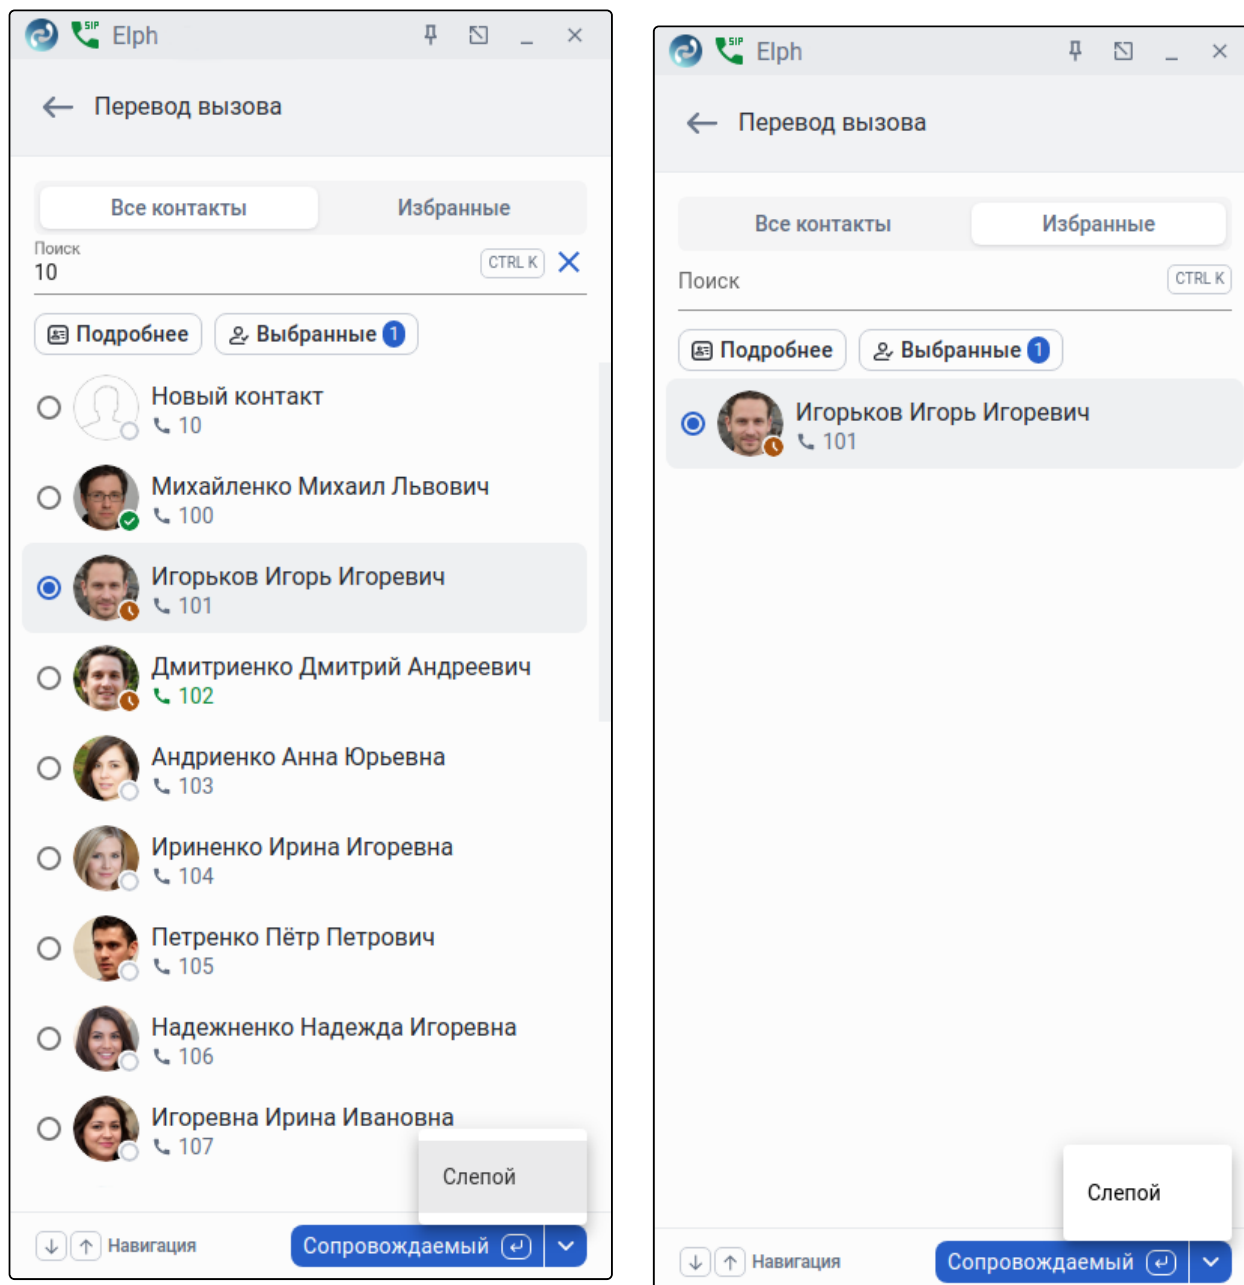 SIP Elph
Перевод вызова
Все контакты Избранные
Поиск
10 CTRL K
Подробнее Выбранные 1
Новый контакт
10
Михайленко Михаил Львович
100
Игорьков Игорь Игоревич
101
Дмитриенко Дмитрий Андреевич
102
Андриенко Анна Юрьевна
103
Ириненко Ирина Игоревна
104
Петренко Пётр Петрович
105
Надежненко Надежда Игоревна
106
Игоревна Ирина Ивановна
107
Слепой
Навигация Сопровождаемый
SIP Elph
Перевод вызова
Все контакты Избранные
Поиск CTRL K
Подробнее Выбранные 1
Игорьков Игорь Игоревич
101
Слепой
Навигация Сопровождаемый